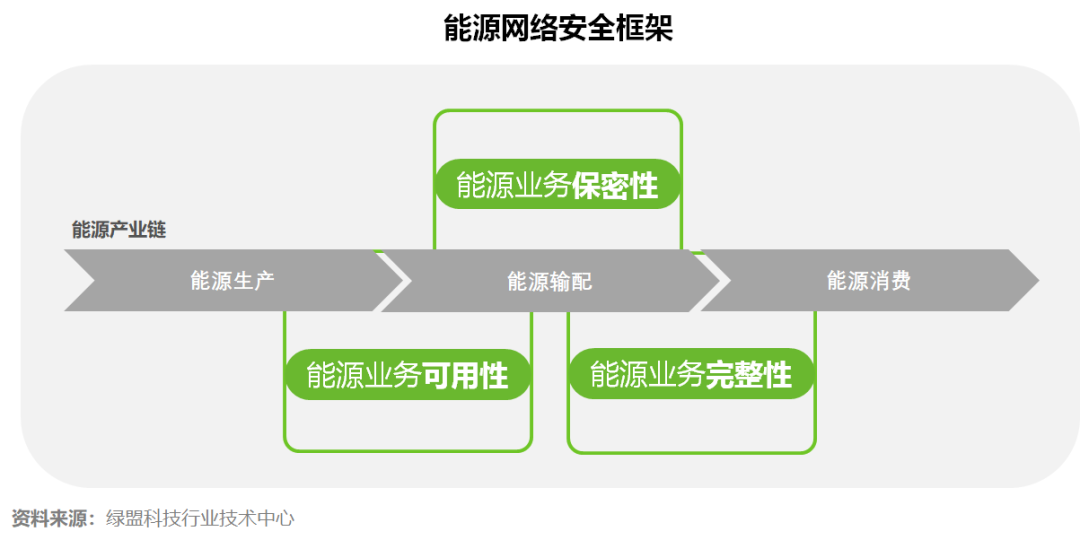 能源网络安全框架
能源业务保密性
能源产业链
能源生产
能源输配
能源消费
能源业务可用性
能源业务完整性
资料来源：绿盟科技行业技术中心